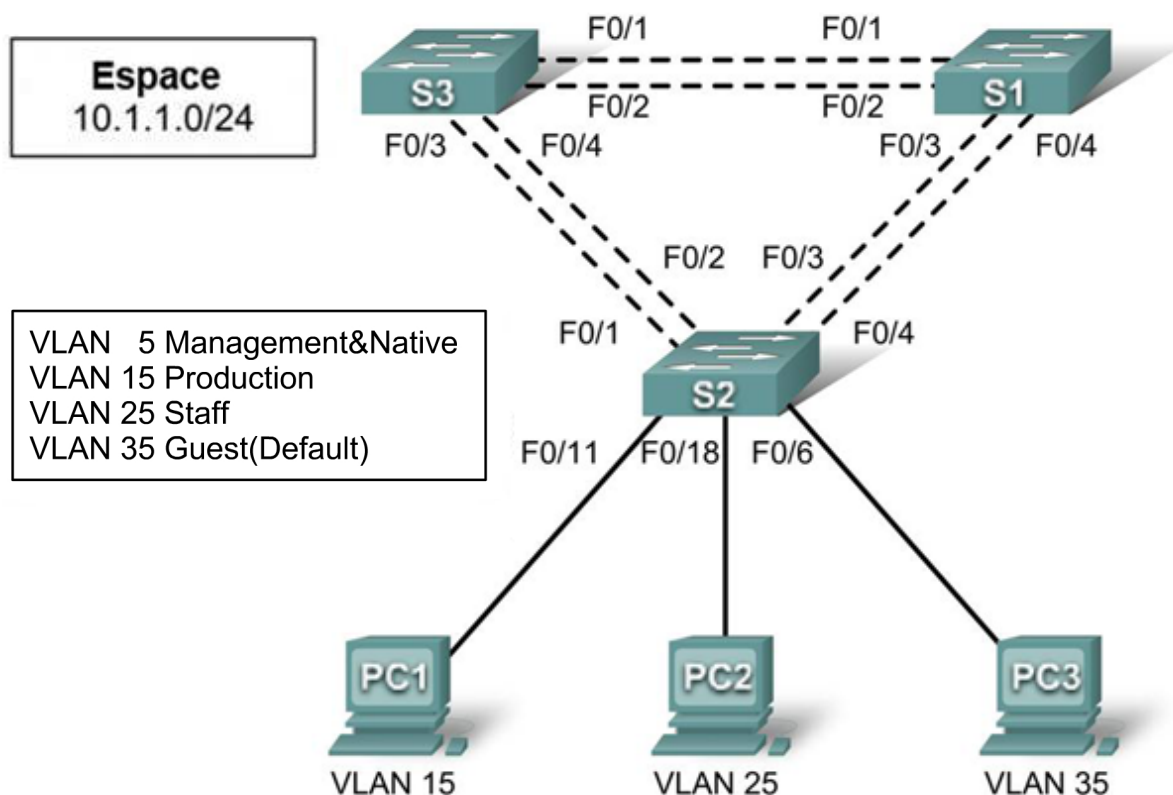 F0/1
F0/1
Espace
10.1.1.0/24
S3
S1
F0/2
F0/2
F0/3
F0/4
F0/3
F0/4
F0/2
F0/3
F0/1
F0/4
VLAN 5 Management&Native
VLAN 15 Production
VLAN 25 Staff
VLAN 35 Guest(Default)
S2
F0/11
F0/18
F0/6
PC1
PC2
PC3
VLAN 15
VLAN 25
VLAN 35